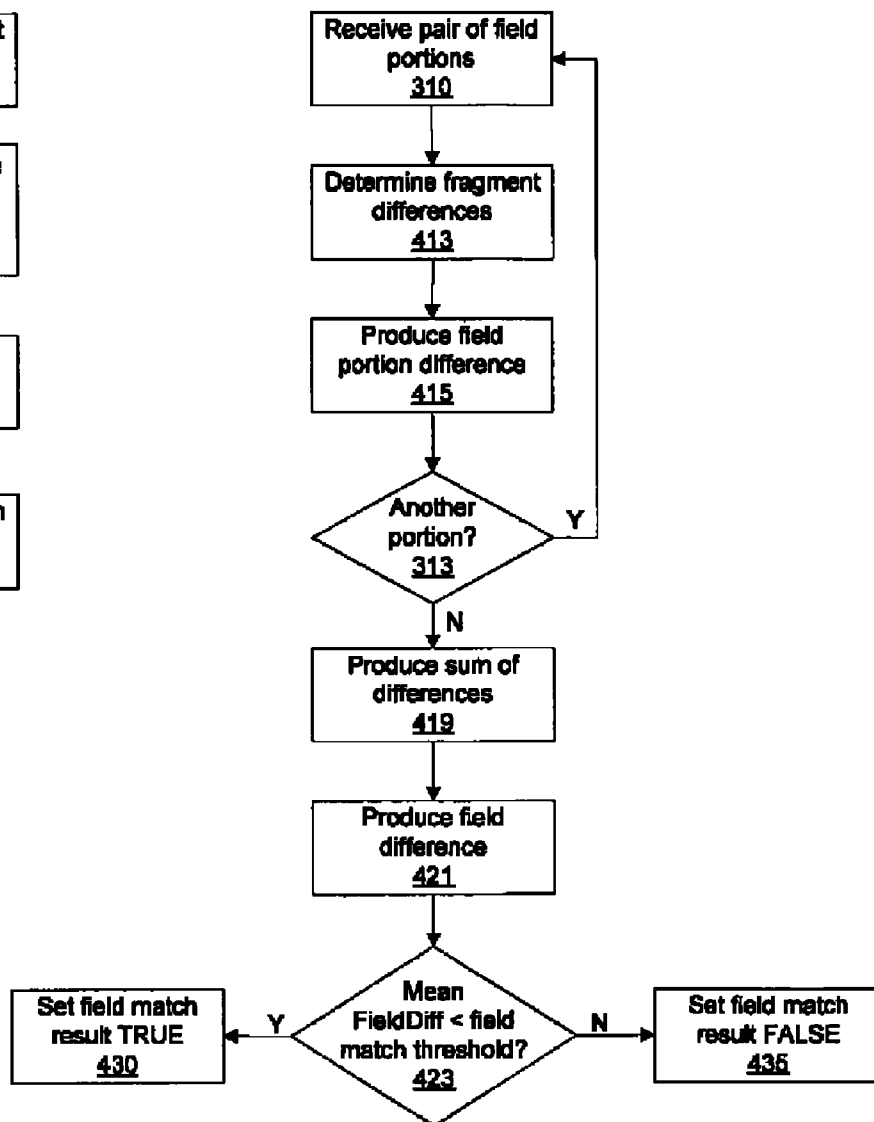 Receive pair of field
portions
310
Determine fragment
differences
413
Produce field
portion difference
415
Another
portion?
313
Y
N
Produce sum of
differences
419
Produce field
difference
421
Mean
FieldDiff < field
match threshold?
423
Y
N
Set field match
result TRUE
430
Set field match
result FALSE
435